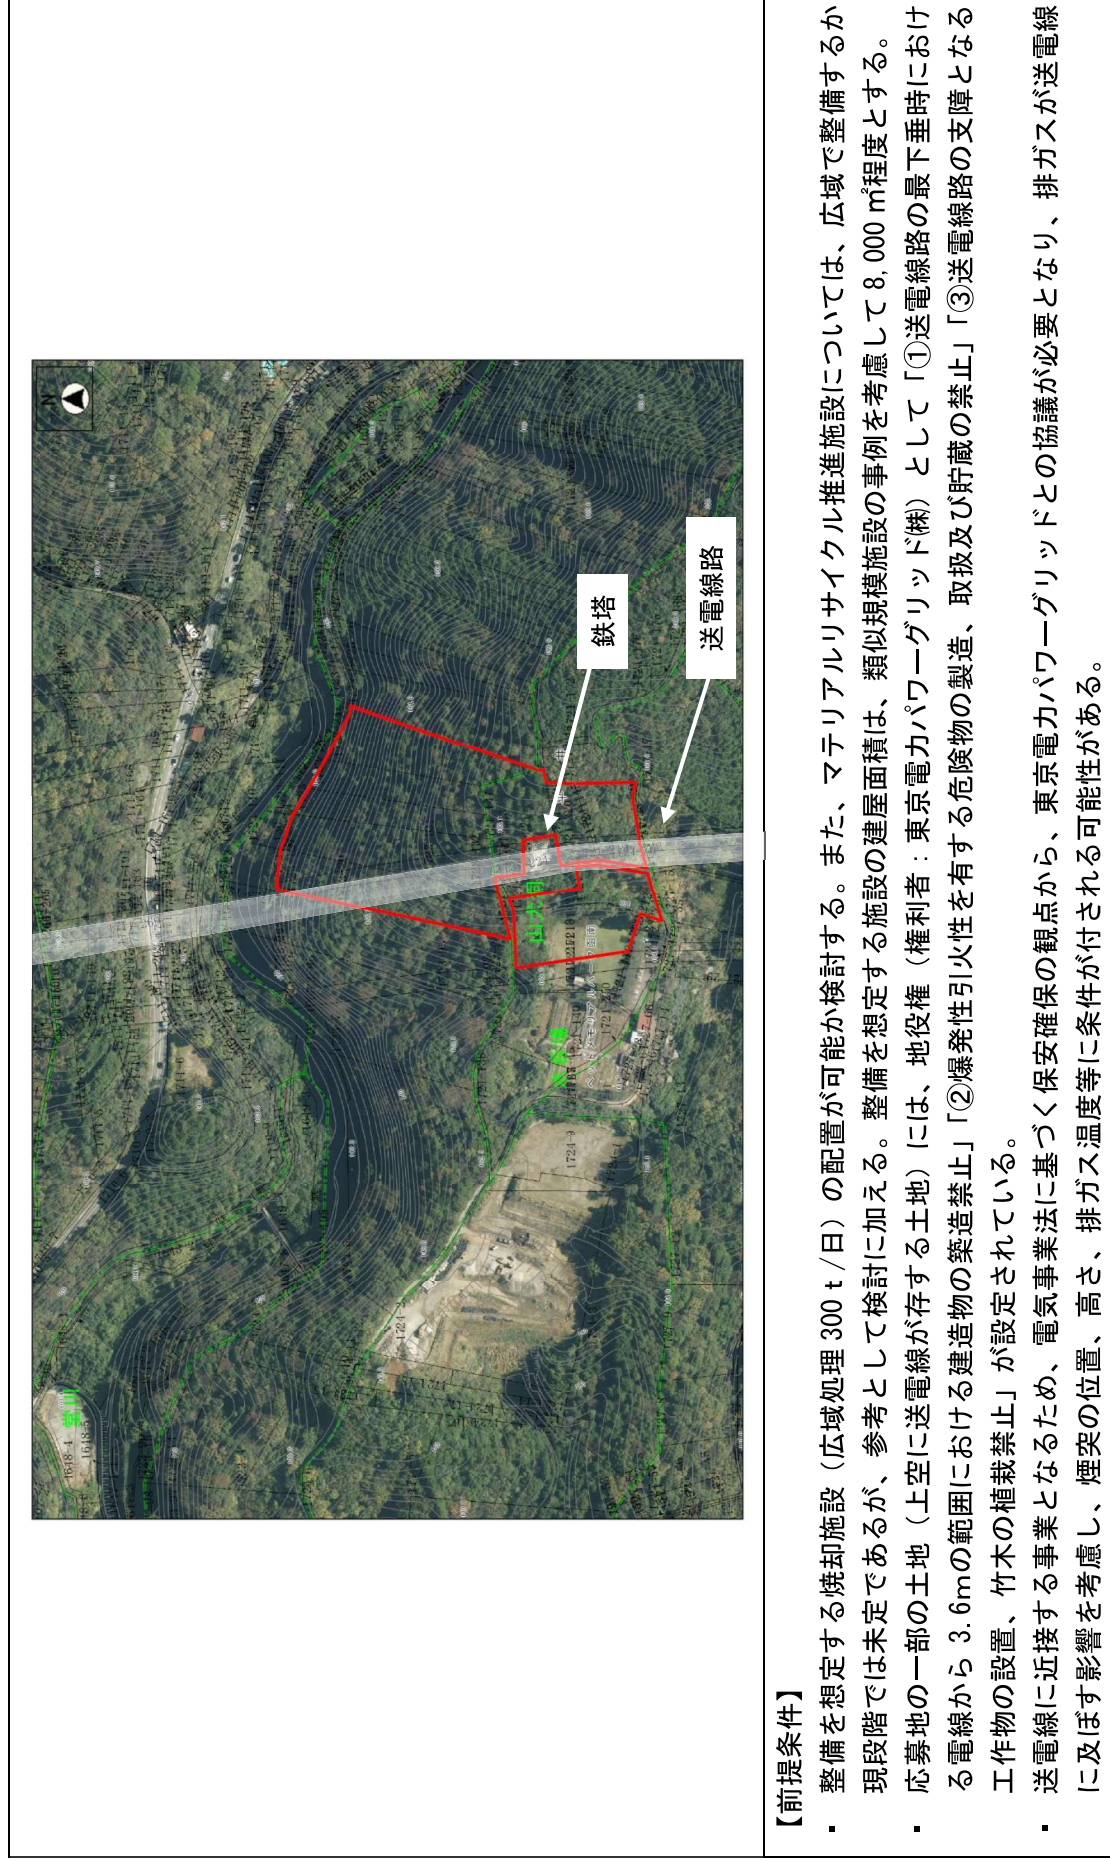 N
鉄塔
送電線路
山犬洞
堂川
1648-4
1724-9
【前提条件】
▪ 整備を想定する焼却施設（広域処理 300ｔ/日）の配置が可能か検討する。また、マテリアルリサイクル推進施設については、広域で整備するか
現段階では未定であるが、参考として検討に加える。整備を想定する施設の建屋面積は、類似規模施設の事例を考慮して 8,000 ㎡程度とする。
▪ 応募地の一部の土地（上空に送電線が存する土地）には、地役権（権利者：東京電力パワーグリッド㈱）として「①送電線路の最下垂時におけ
る電線から 3.6mの範囲における建造物の築造禁止」「②爆発性引火性を有する危険物の製造、取扱及び貯蔵の禁止」「③送電線路の支障となる
工作物の設置、竹木の植栽禁止」が設定されている。
▪ 送電線に近接する事業となるため、電気事業法に基づく保安確保の観点から、東京電力パワーグリッドとの協議が必要となり、排ガスが送電線
に及ぼす影響を考慮し、煙突の位置、高さ、排ガス温度等に条件が付される可能性がある。